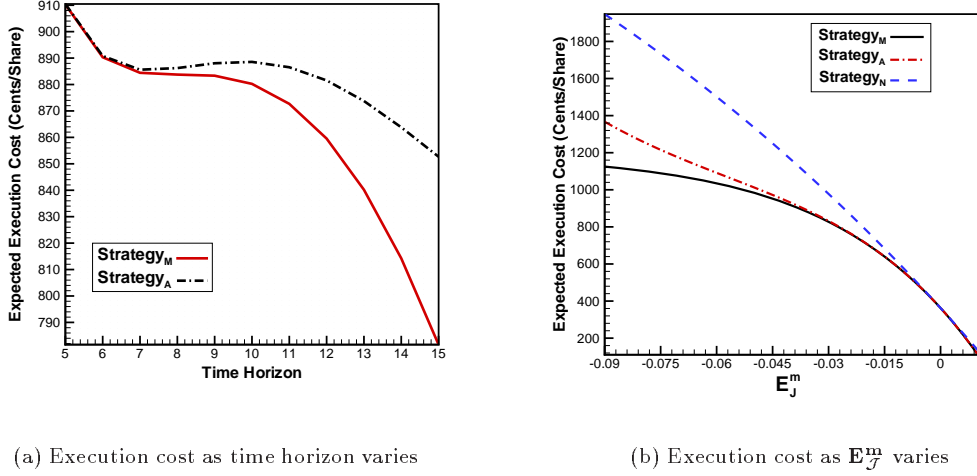 Expected Execution Cost (Cents/Share)
910
900
890
880
870
860
850
840
830
820
810
800
790
Strategy_M
Strategy_A
5 6 7 8 9 10 11 12 13 14 15
Time Horizon
(a) Execution cost as time horizon varies
Expected Execution Cost (Cents/Share)
1800
1600
1400
1200
1000
800
600
400
200
Strategy_M
Strategy_A
Strategy_N
-0.09 -0.075 -0.06 -0.045 -0.03 -0.015 0
E_J^m
(b) Execution cost as E_𝒥^m varies